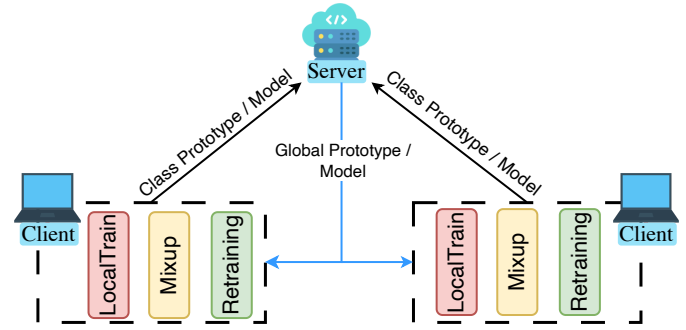 </>
Server
Class Prototype / Model
Class Prototype / Model
Global Prototype /
Model
Client
LocalTrain
Mixup
Retraining
LocalTrain
Mixup
Retraining
Client